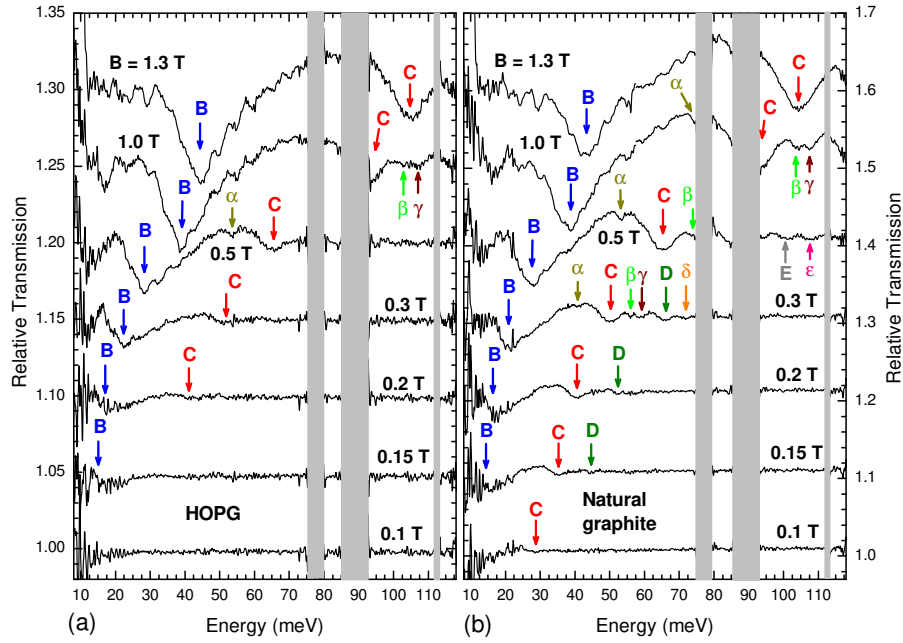 1.35
1.30
1.25
1.20
1.15
1.10
1.05
1.00
Relative Transmission
B = 1.3 T
B
C
C
1.0 T
B
β
γ
α
C
0.5 T
B
C
0.3 T
B
C
0.2 T
B
0.15 T
B
HOPG
0.1 T
10 20 30 40 50 60 70 80 90 100 110
Energy (meV)
(a)
1.7
1.6
1.5
1.4
1.3
1.2
1.1
1.0
Relative Transmission
B = 1.3 T
B
α
C
C
1.0 T
B
β
γ
α
C
β
0.5 T
B
E
ε
α
C
β
γ
D
δ
0.3 T
B
C
D
0.2 T
B
C
D
0.15 T
B
C
Natural
graphite
0.1 T
10 20 30 40 50 60 70 80 90 100 110
Energy (meV)
(b)